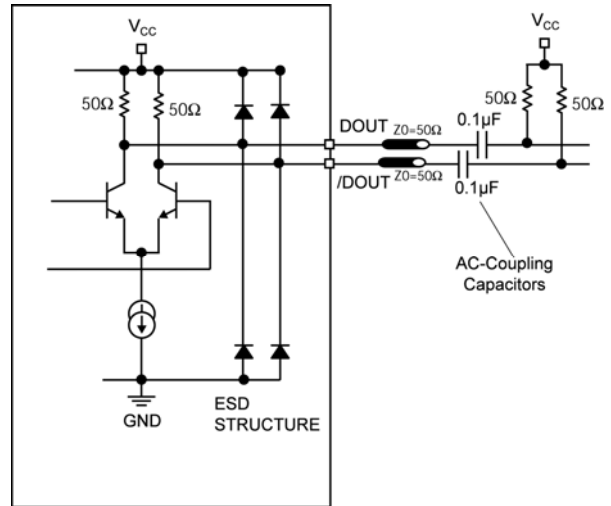 VCC
VCC
50Ω
50Ω
50Ω
50Ω
0.1µF
DOUT
Z0=50Ω
/DOUT
Z0=50Ω
0.1µF
AC-Coupling
Capacitors
ESD
STRUCTURE
GND